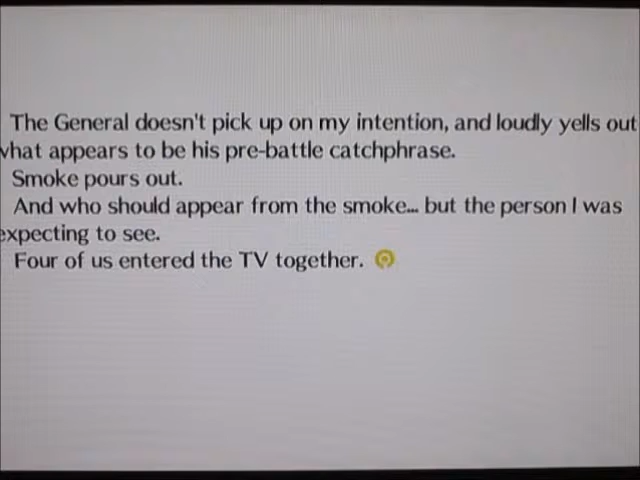 The General doesn't pick up on my intention, and loudly yells out
what appears to be his pre-battle catchphrase.
Smoke pours out.
And who should appear from the smoke... but the person I was
expecting to see.
Four of us entered the TV together.